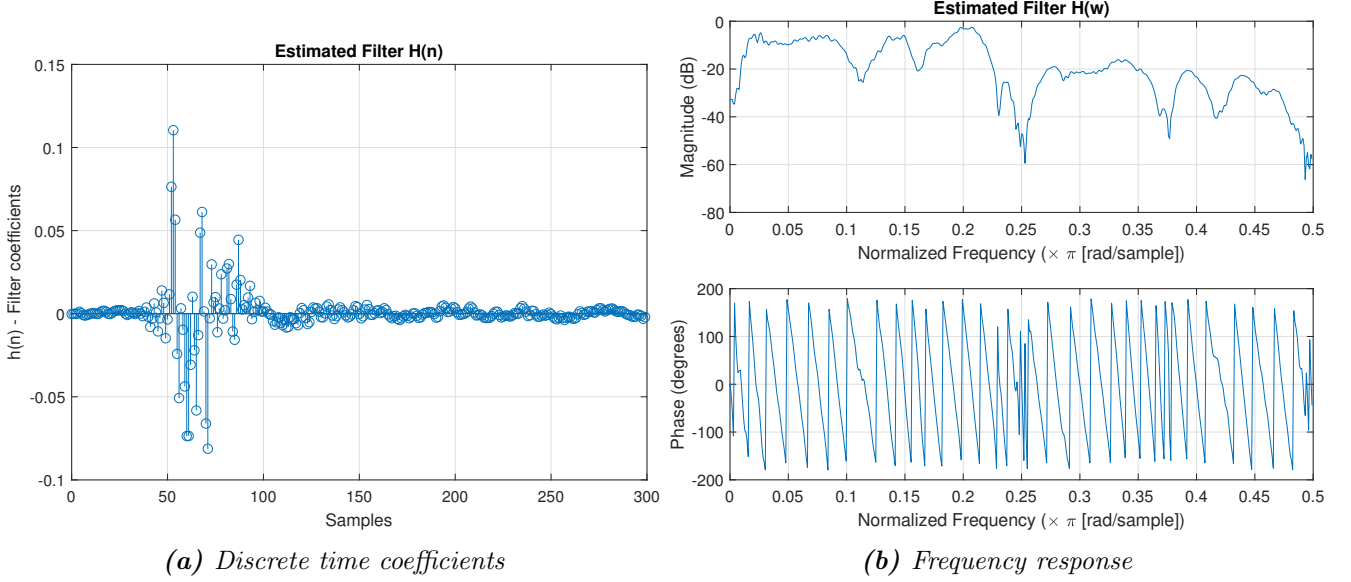 Estimated Filter H(n)
0.15
0.1
0.05
0
-0.05
-0.1
h(n) - Filter coefficients
0 50 100 150 200 250 300
Samples
(a) Discrete time coefficients
Estimated Filter H(w)
0
-20
-40
-60
-80
Magnitude (dB)
0 0.05 0.1 0.15 0.2 0.25 0.3 0.35 0.4 0.45 0.5
Normalized Frequency (× π [rad/sample])
200
100
0
-100
-200
Phase (degrees)
0 0.05 0.1 0.15 0.2 0.25 0.3 0.35 0.4 0.45 0.5
Normalized Frequency (× π [rad/sample])
(b) Frequency response